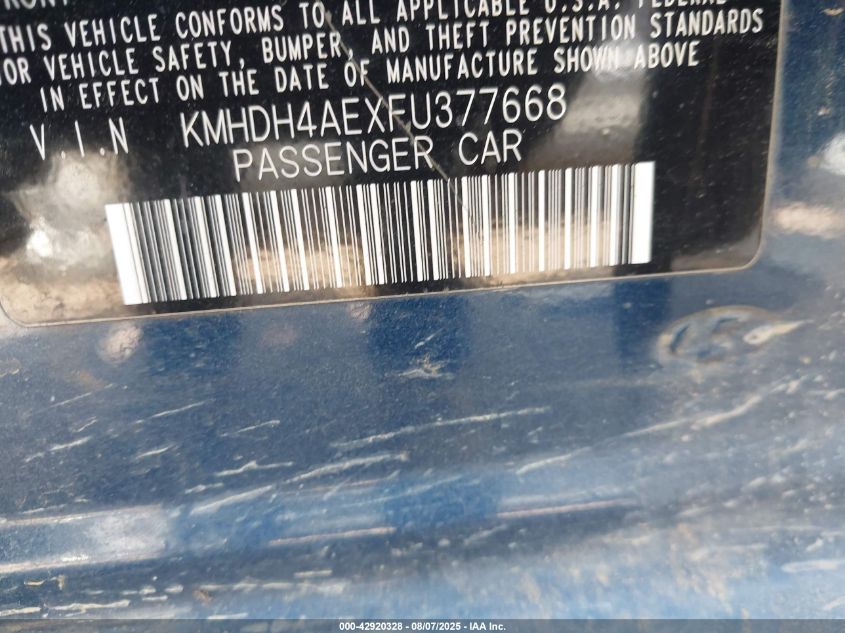 THIS VEHICLE CONFORMS TO ALL APPLICABLE U.S.A. FEDERAL
OR VEHICLE SAFETY, BUMPER, AND THEFT PREVENTION STANDARDS
IN EFFECT ON THE DATE OF MANUFACTURE SHOWN ABOVE
V.I.N KMHDH4AEXFU377668
PASSENGER CAR
000-42920328 - 08/07/2025 - IAA Inc.